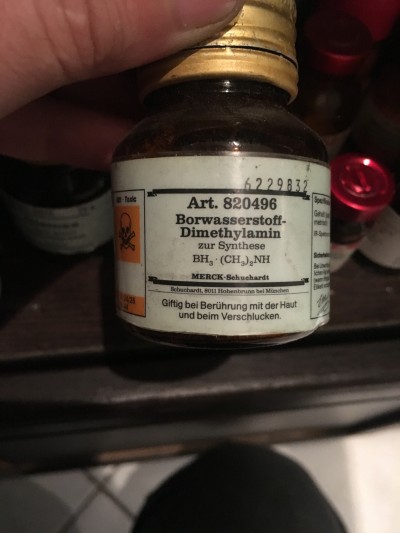 6229832
Art. 820496
Borwasserstoff-
Dimethylamin
zur Synthese
BH₃·(CH₃)₂NH
MERCK-Schuchardt
Schuchardt, 8011 Hohenbrunn bei München
Giftig bei Berührung mit der Haut
und beim Verschlucken.
Toxic